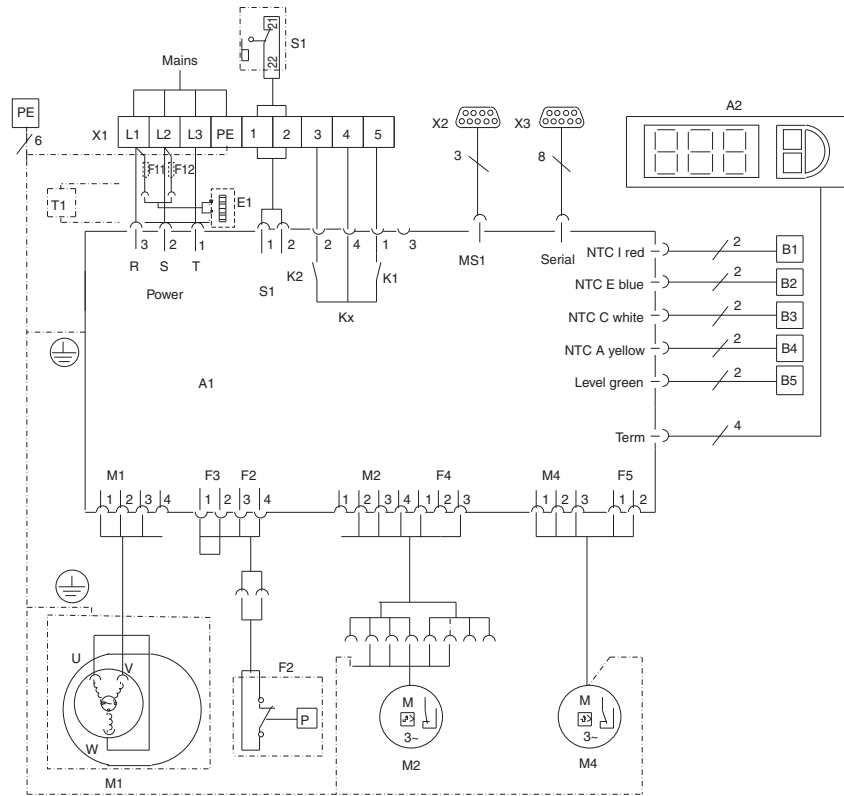 21
22
S1
Mains
PE
6
X1 L1 L2 L3 PE 1 2 3 4 5
X2
X3
3
8
A2
F11 F12
T1
E1
3 2 1
1 2
2 4 1 3
R S T
Power
S1
K2
K1
Kx
MS1
Serial
NTC I red 2 B1
NTC E blue 2 B2
NTC C white 2 B3
NTC A yellow 2 B4
Level green 2 B5
Term 4
A1
M1 F3 F2 M2 F4 M4 F5
1 2 3 4 1 2 3 4 1 2 3 4 1 2 3 1 2 3 1 2
U
V
W
M1
F2
P
M
3~
M2
M
3~
M4